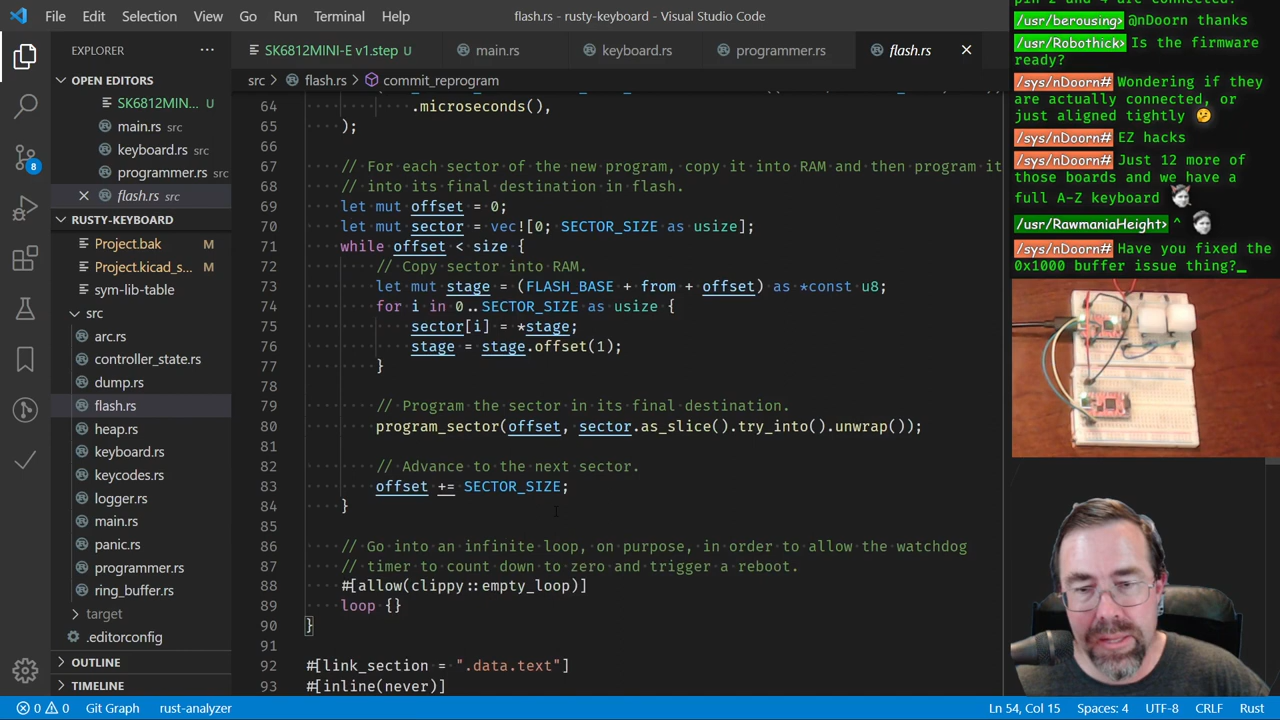 File Edit Selection View Go Run Terminal Help
flash.rs - rusty-keyboard - Visual Studio Code
EXPLORER
OPEN EDITORS
SK6812MIN... U
main.rs src
keyboard.rs src
programmer.rs src
flash.rs src
RUSTY-KEYBOARD
Project.bak M
Project.kicad_s... M
sym-lib-table
src
arc.rs
controller_state.rs
dump.rs
flash.rs
heap.rs
keyboard.rs
keycodes.rs
logger.rs
main.rs
panic.rs
programmer.rs
ring_buffer.rs
target
.editorconfig
OUTLINE
TIMELINE
8
SK6812MINI-E v1.step U
main.rs
keyboard.rs
programmer.rs
flash.rs
src > flash.rs > commit_reprogram
64 .microseconds(),
65 );
66
67 // For each sector of the new program, copy it into RAM and then program it
68 // into its final destination in flash.
69 let mut offset = 0;
70 let mut sector = vec![0; SECTOR_SIZE as usize];
71 while offset < size {
72 // Copy sector into RAM.
73 let mut stage = (FLASH_BASE + from + offset) as *const u8;
74 for i in 0..SECTOR_SIZE as usize {
75 sector[i] = *stage;
76 stage = stage.offset(1);
77 }
78
79 // Program the sector in its final destination.
80 program_sector(offset, sector.as_slice().try_into().unwrap());
81
82 // Advance to the next sector.
83 offset += SECTOR_SIZE;
84 }
85
86 // Go into an infinite loop, on purpose, in order to allow the watchdog
87 // timer to count down to zero and trigger a reboot.
88 #[allow(clippy::empty_loop)]
89 loop {}
90 }
91
92 #[link_section = ".data.text"]
93 #[inline(never)]
0 0 Git Graph rust-analyzer
Ln 54, Col 15 Spaces: 4 UTF-8 CRLF Rust
/usr/berousing> @nDoorn thanks
/usr/Robothick> Is the firmware
ready?
/sys/nDoorn# Wondering if they
are actually connected, or
just aligned tightly
/sys/nDoorn# EZ hacks
/sys/nDoorn# Just 12 more of
those boards and we have a
full A-Z keyboard
/usr/RawmaniaHeight> ^
/sys/nDoorn# Have you fixed the
0x1000 buffer issue thing?_